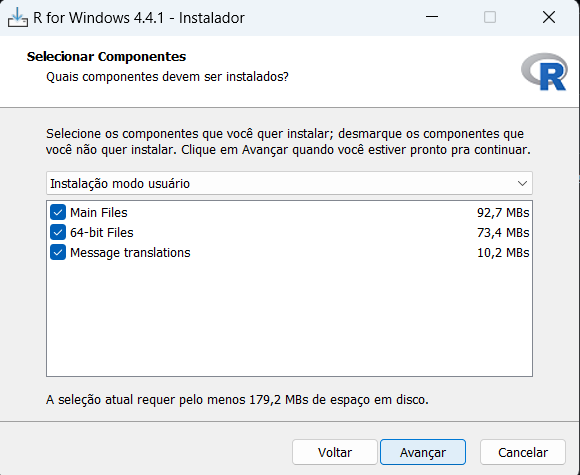 R for Windows 4.4.1 - Instalador
Selecionar Componentes
Quais componentes devem ser instalados?
R
Selecione os componentes que você quer instalar; desmarque os componentes que
você não quer instalar. Clique em Avançar quando você estiver pronto pra continuar.
Instalação modo usuário
Main Files 92,7 MBs
64-bit Files 73,4 MBs
Message translations 10,2 MBs
A seleção atual requer pelo menos 179,2 MBs de espaço em disco.
Voltar Avançar Cancelar